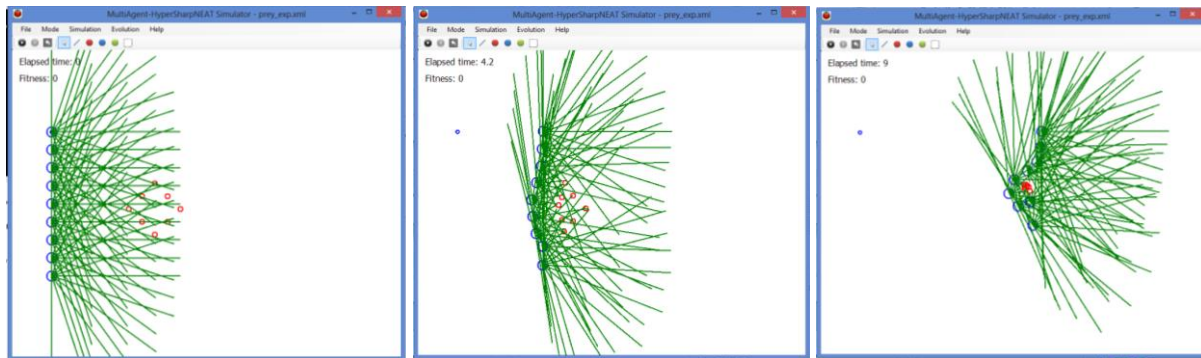 MultiAgent-HyperSharpNEAT Simulator - prey_exp.xml
File Mode Simulation Evolution Help
Elapsed time: 0
Fitness: 0
MultiAgent-HyperSharpNEAT Simulator - prey_exp.xml
File Mode Simulation Evolution Help
Elapsed time: 4.2
Fitness: 0
MultiAgent-HyperSharpNEAT Simulator - prey_exp.xml
File Mode Simulation Evolution Help
Elapsed time: 9
Fitness: 0